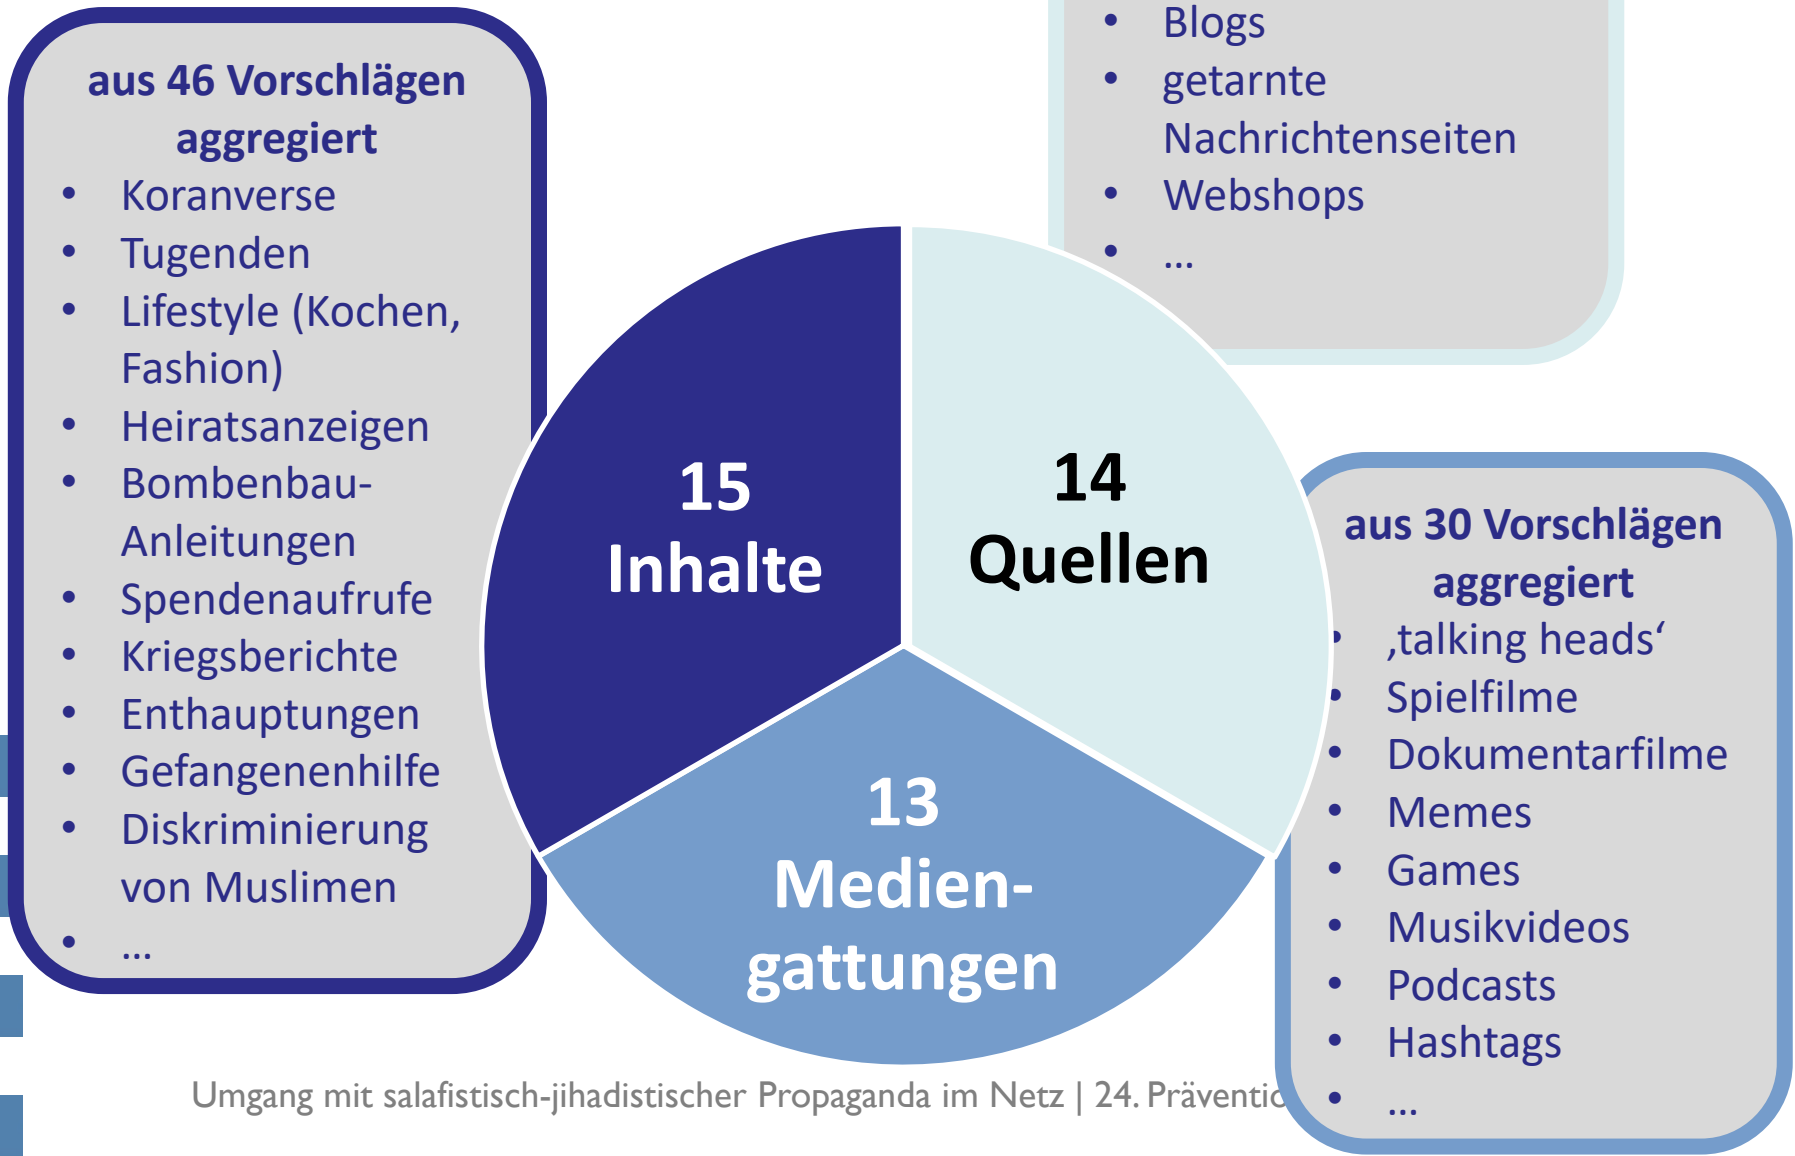 aus 46 Vorschlägen
aggregiert
• Koranverse
• Tugenden
• Lifestyle (Kochen,
Fashion)
• Heiratsanzeigen
• Bombenbau-
Anleitungen
• Spendenaufrufe
• Kriegsberichte
• Enthauptungen
• Gefangenenhilfe
• Diskriminierung
von Muslimen
• ...
• Blogs
• getarnte
Nachrichtenseiten
• Webshops
• ...
15
Inhalte
14
Quellen
13
Medien-
gattungen
aus 30 Vorschlägen
aggregiert
• ‚talking heads‘
• Spielfilme
• Dokumentarfilme
• Memes
• Games
• Musikvideos
• Podcasts
• Hashtags
• ...
Umgang mit salafistisch-jihadistischer Propaganda im Netz | 24.